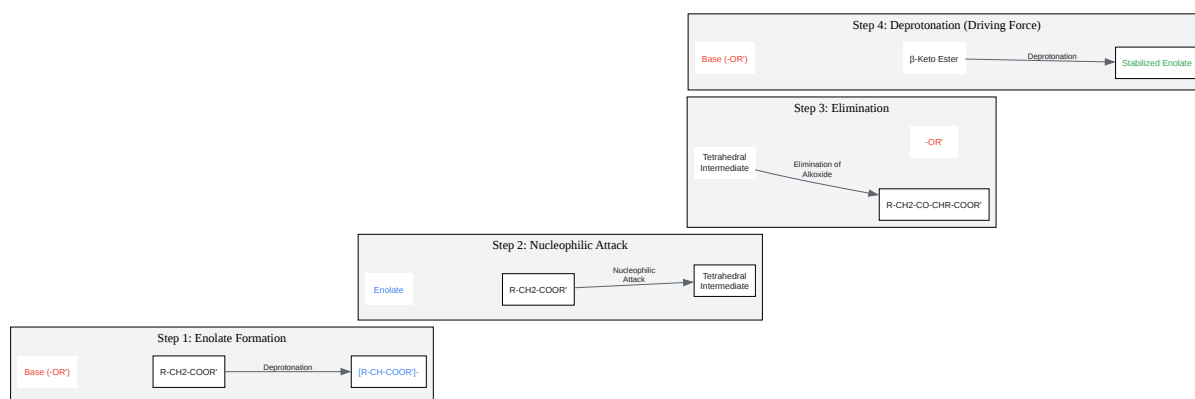 Step 4: Deprotonation (Driving Force)
Base (-OR')
β-Keto Ester
Deprotonation
Stabilized Enolate
Step 3: Elimination
-OR'
Tetrahedral
Intermediate
Elimination of
Alkoxide
R-CH2-CO-CHR-COOR'
Step 2: Nucleophilic Attack
Enolate
R-CH2-COOR'
Nucleophilic
Attack
Tetrahedral
Intermediate
Step 1: Enolate Formation
Base (-OR')
R-CH2-COOR'
Deprotonation
[R-CH-COOR']-